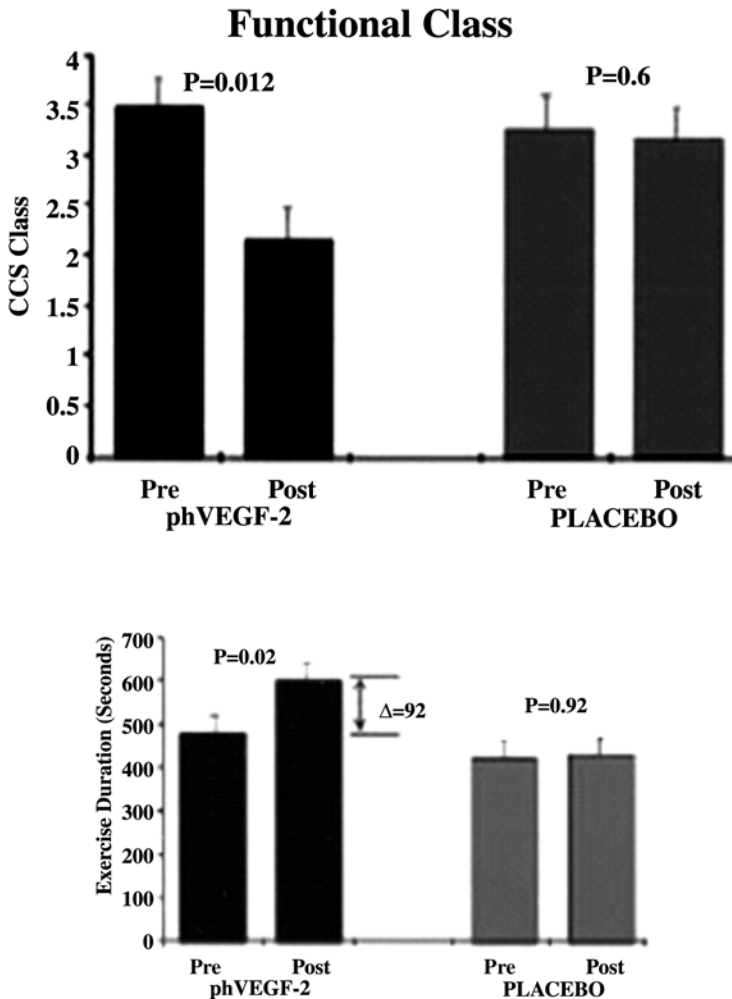 Functional Class
4
P=0.012
P=0.6
3.5
3
2.5
2
1.5
1
0.5
0
CCS Class
Pre Post Pre Post
phVEGF-2 PLACEBO
700
P=0.02
600
Δ=92
P=0.92
500
400
300
200
100
0
Exercise Duration (Seconds)
Pre Post Pre Post
phVEGF-2 PLACEBO